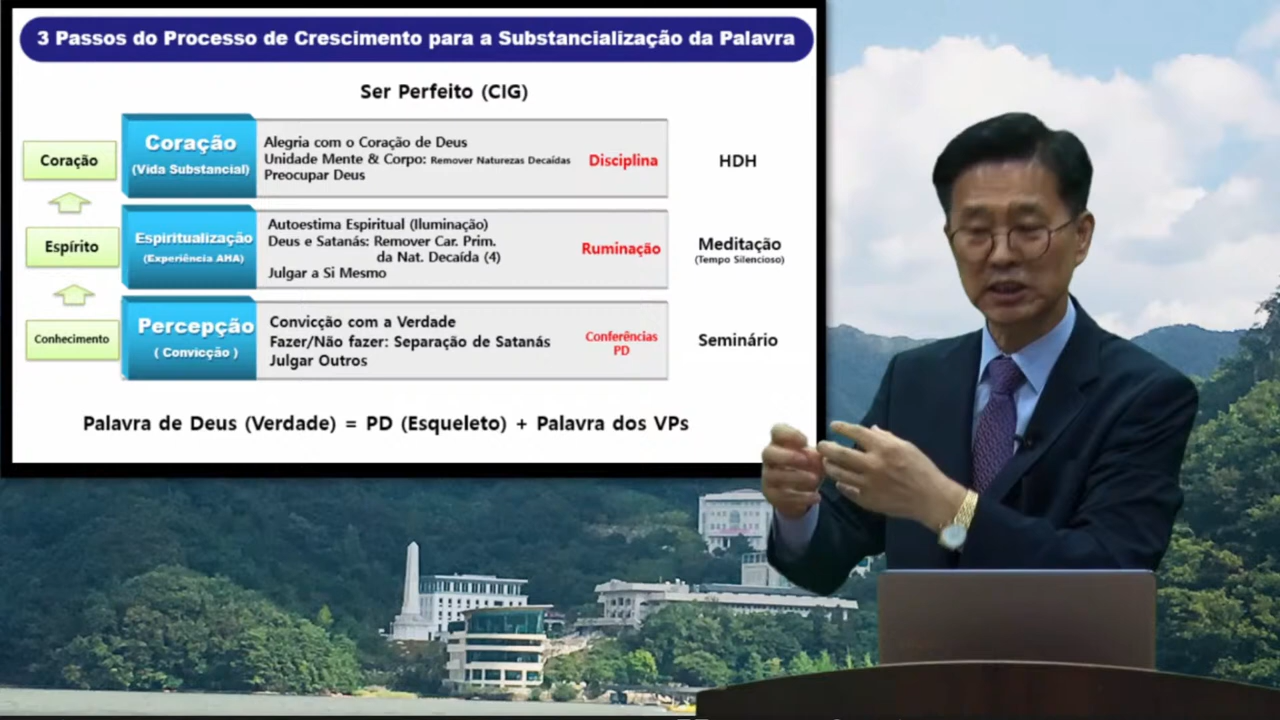 3 Passos do Processo de Crescimento para a Substancialização da Palavra
Ser Perfeito (CIG)
Coração
Coração
(Vida Substancial)
Alegria com o Coração de Deus
Unidade Mente & Corpo: Remover Naturezas Decaídas
Preocupar Deus
Disciplina
HDH
Espírito
Espiritualização
(Experiência AHA)
Autoestima Espiritual (Iluminação)
Deus e Satanás: Remover Car. Prim.
da Nat. Decaída (4)
Julgar a Si Mesmo
Ruminação
Meditação
(Tempo Silencioso)
Conhecimento
Percepção
( Convicção )
Convicção com a Verdade
Fazer/Não fazer: Separação de Satanás
Julgar Outros
Conferências
PD
Seminário
Palavra de Deus (Verdade) = PD (Esqueleto) + Palavra dos VPs